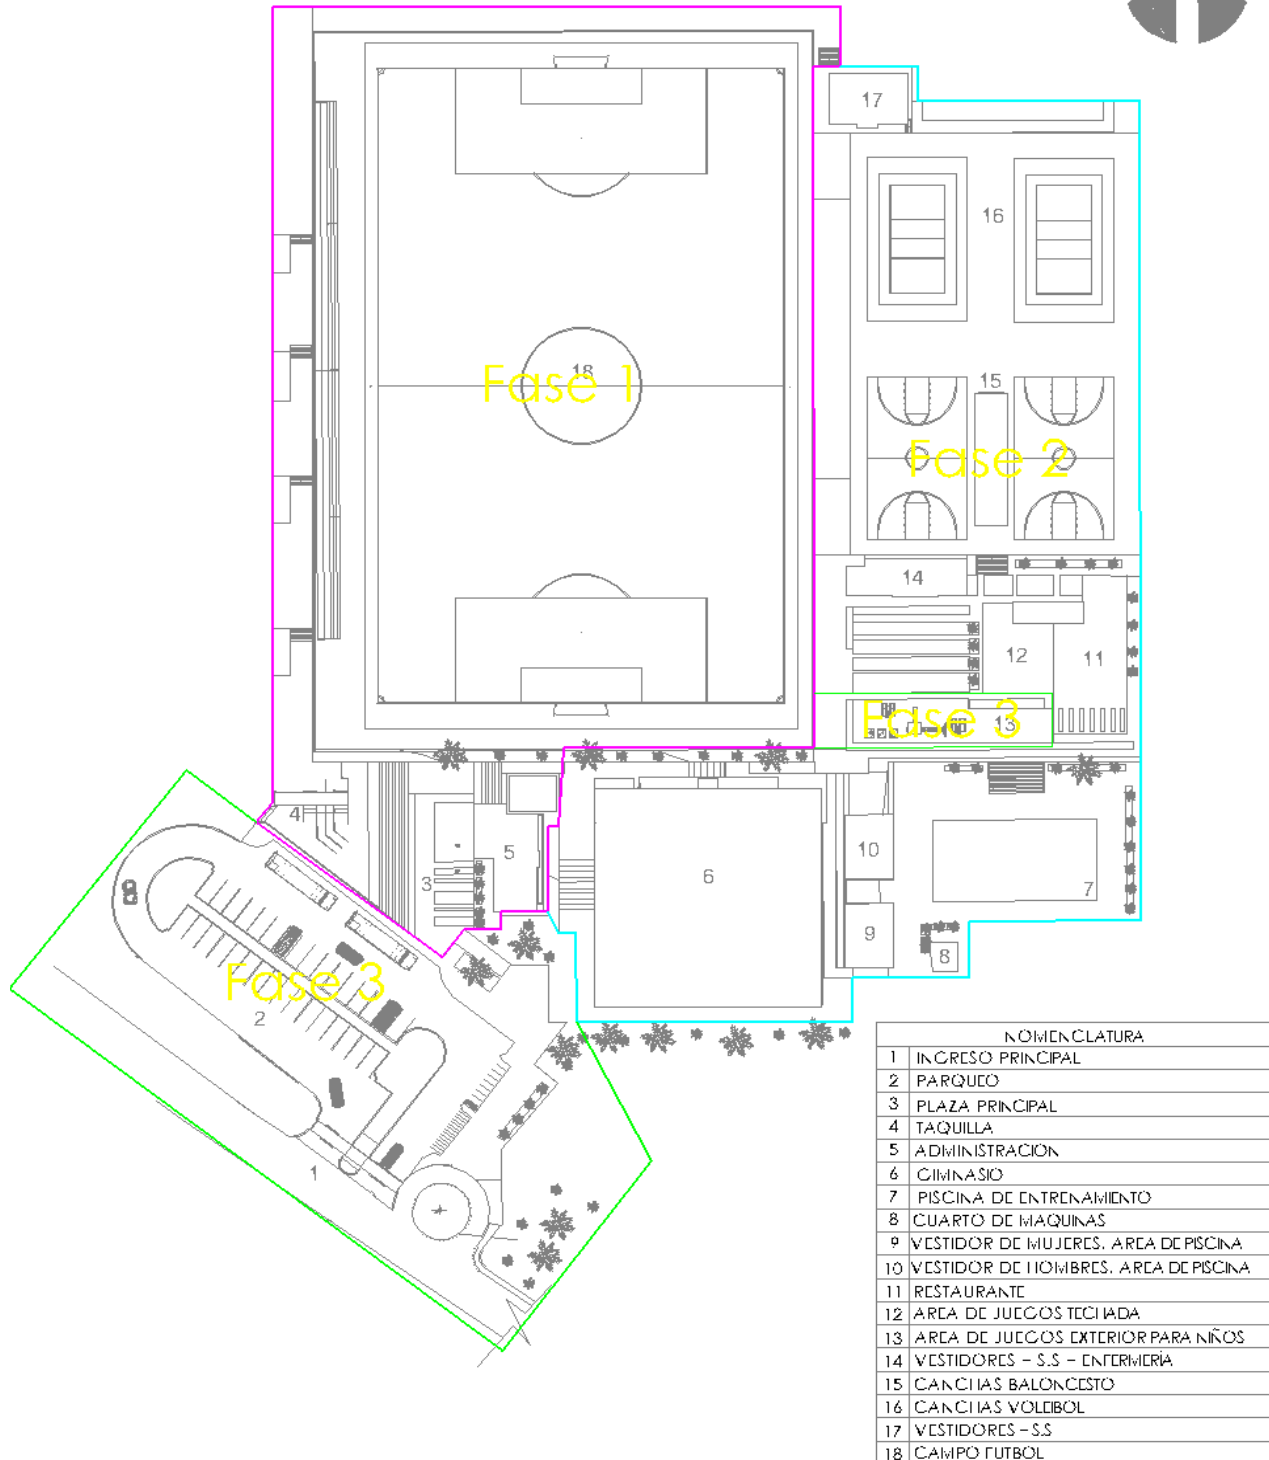 17
16
18
Fase 1
15
Fase 2
14
12
11
Fase 3
13
4
5
10
6
3
7
9
8
Fase 3
2
1
NOMENCLATURA
1 INGRESO PRINCIPAL
2 PARQUEO
3 PLAZA PRINCIPAL
4 TAQUILLA
5 ADMINISTRACION
6 GIMNASIO
7 PISCINA DE ENTRENAMIENTO
8 CUARTO DE MAQUINAS
9 VESTIDOR DE MUJERES. AREA DE PISCINA
10 VESTIDOR DE HOMBRES. AREA DE PISCINA
11 RESTAURANTE
12 AREA DE JUEGOS TECHADA
13 AREA DE JUEGOS EXTERIOR PARA NIÑOS
14 VESTIDORES - S.S - ENFERMERÍA
15 CANCHAS BALONCESTO
16 CANCHAS VOLEIBOL
17 VESTIDORES - S.S
18 CAMPO FUTBOL